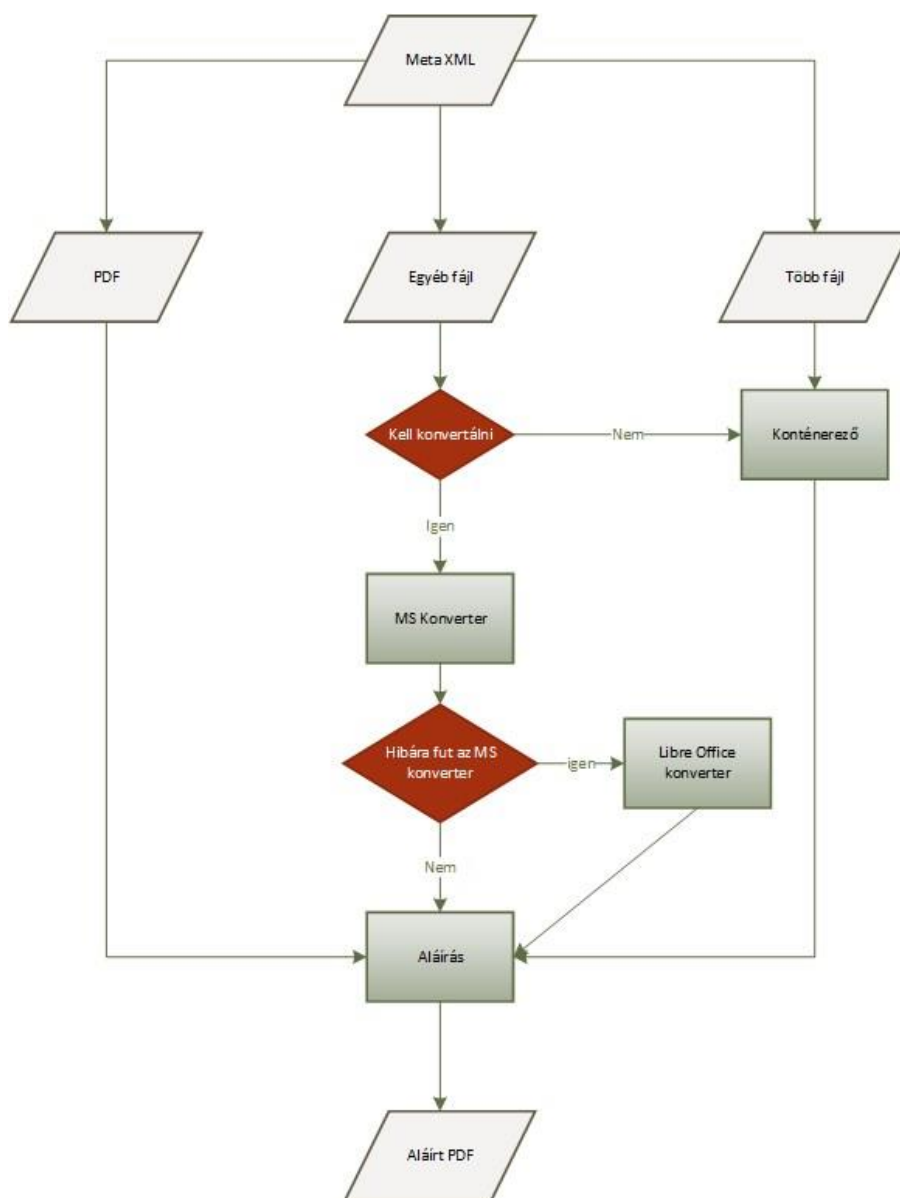 Meta XML
PDF
Egyéb fájl
Több fájl
Kell konvertálni
Nem
Konténerező
Igen
MS Konverter
Hibára fut az MS
konverter
igen
Libre Office
konverter
Nem
Aláírás
Aláírt PDF